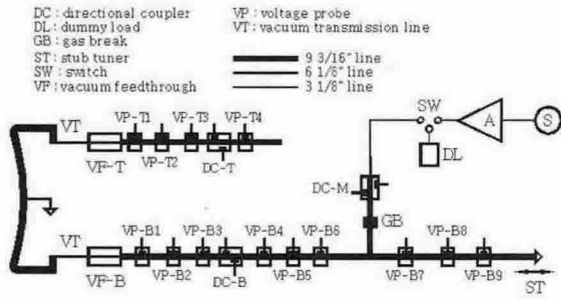 DC : directional coupler VP : voltage probe
DL : dummy load VT : vacuum transmission line
GB : gas break
ST : stub tuner 9 3/16" line
SW : switch 6 1/8" line
VF : vacuum feedthrough 3 1/8" line
SW
VT VP-T1 VP-T3 VP-T4 A S
VF-T VP-T2 DC-T DL
DC-M
GB
VT VP-B1 VP-B3 VP-B4 VP-B6 VP-B8
VF-B VP-B2 DC-B VP-B5 VP-B7 VP-B9 ST